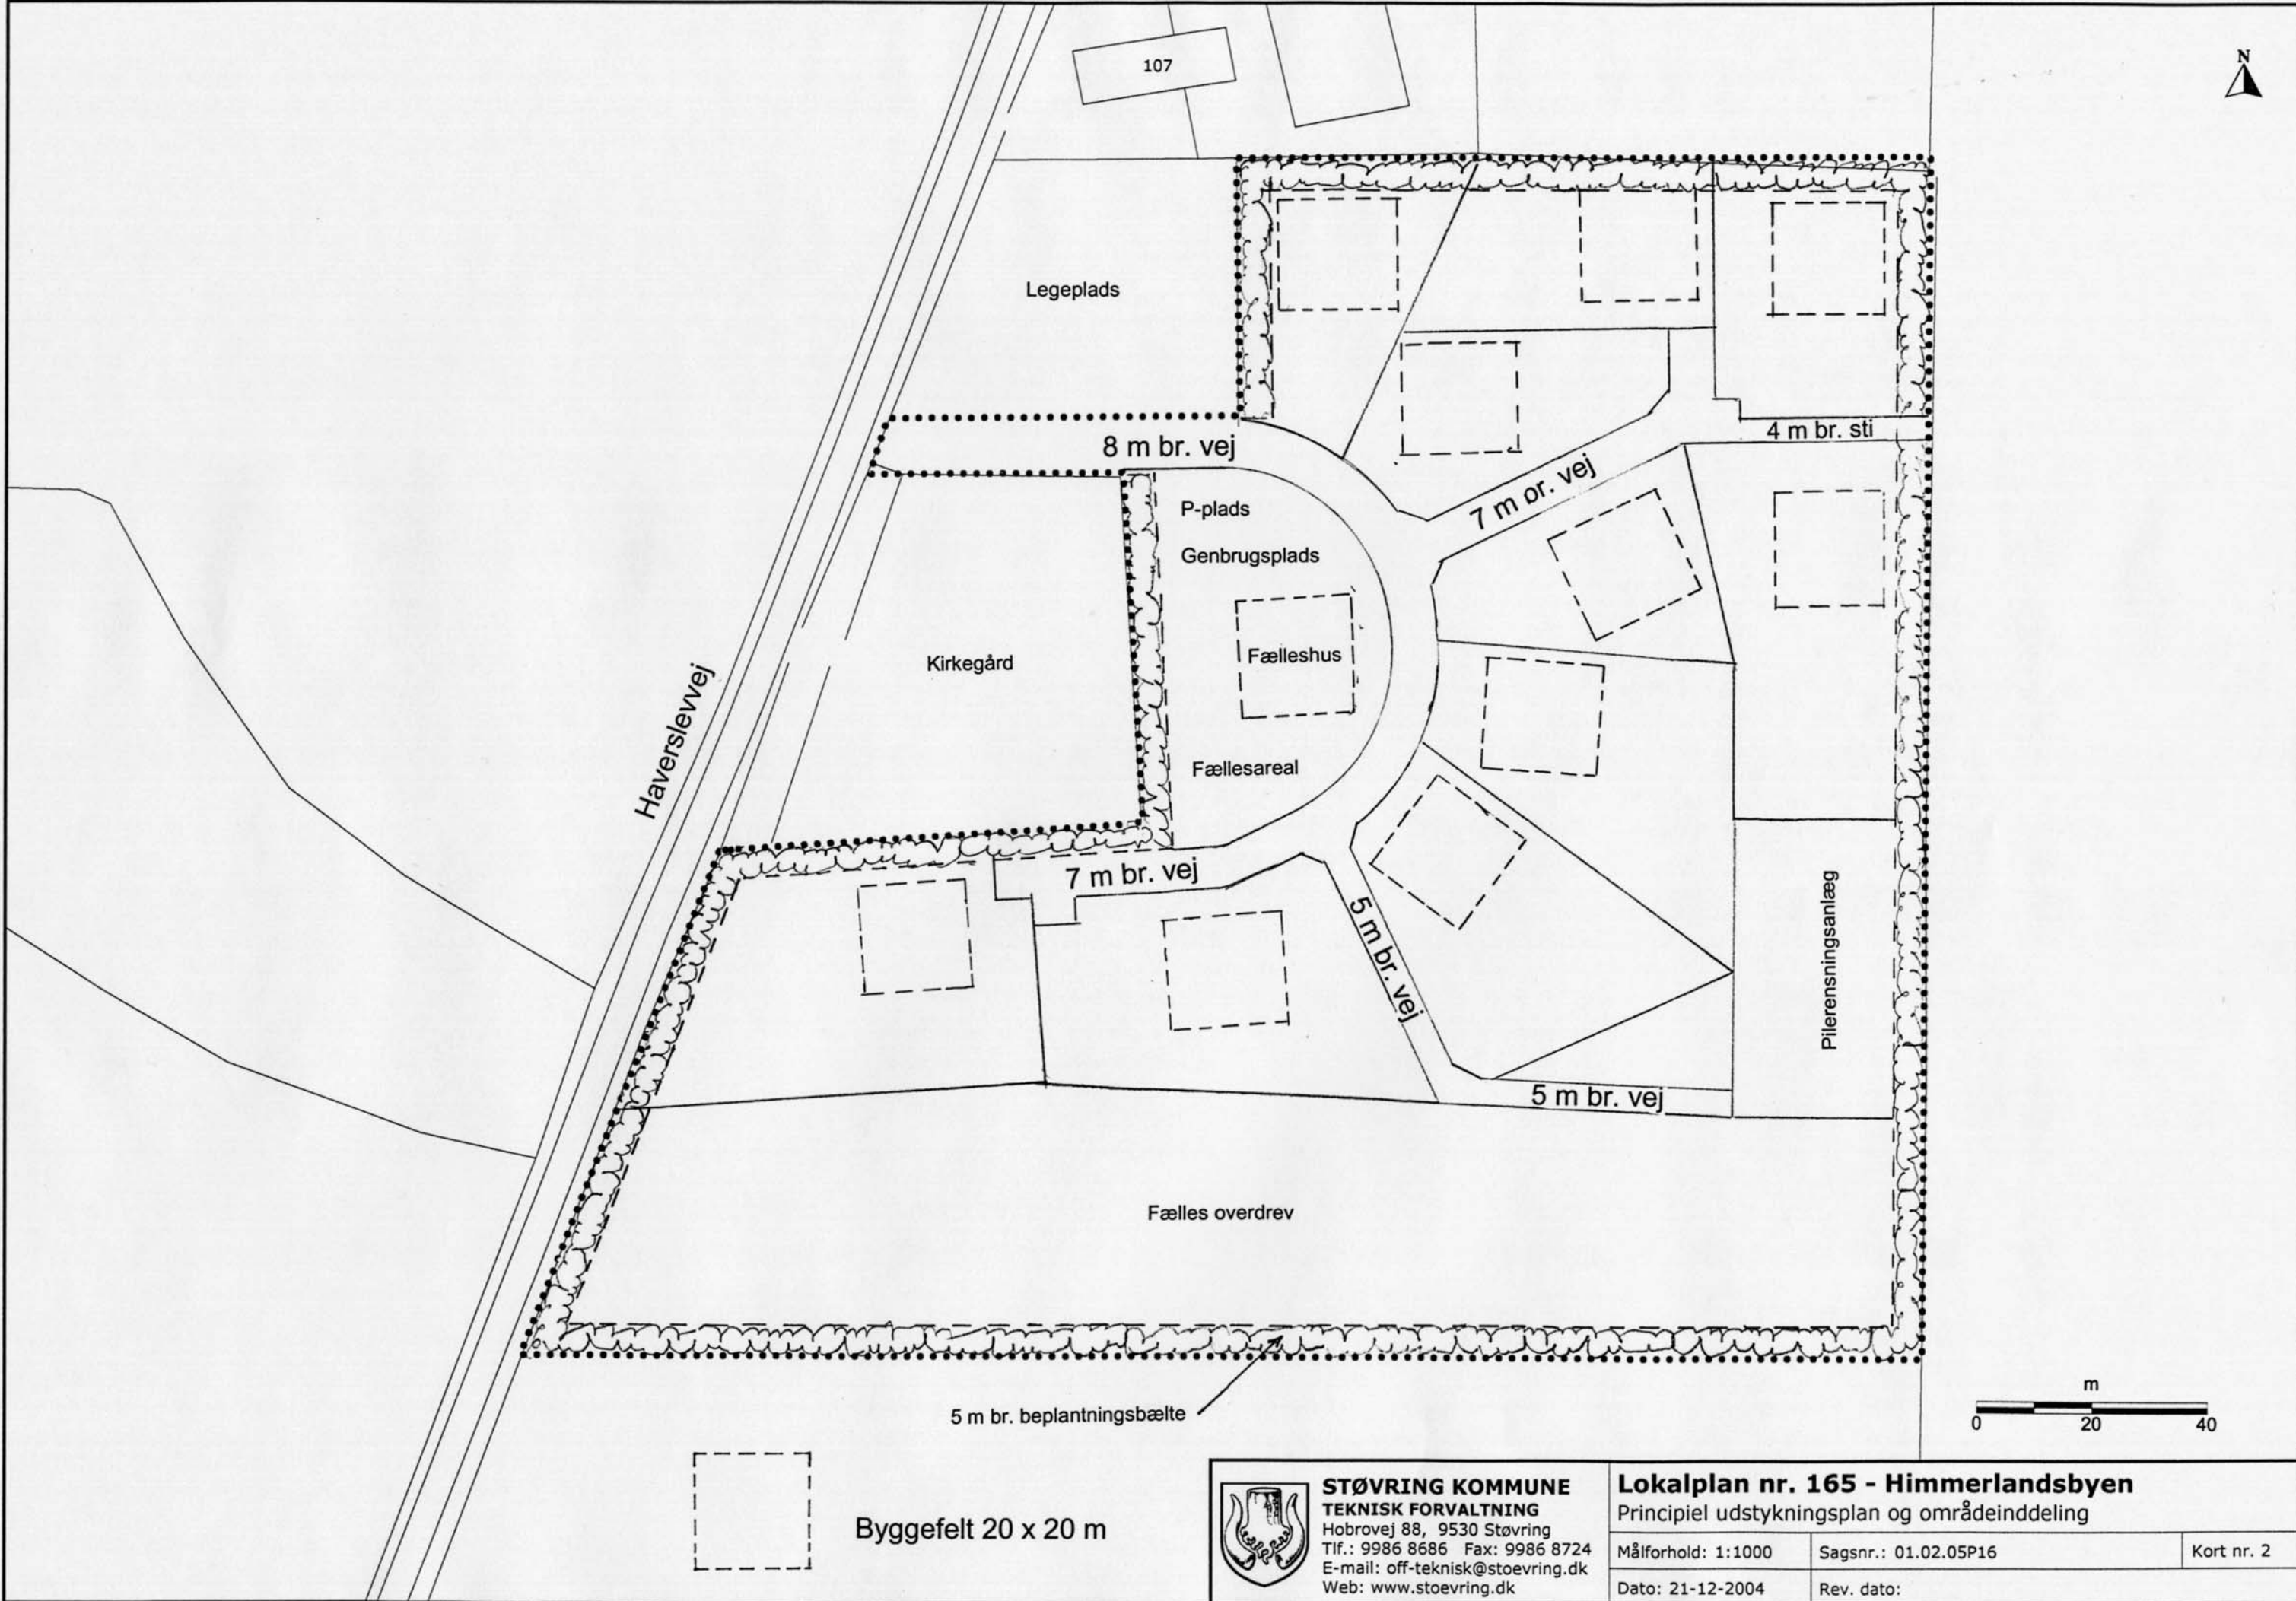 N
107
Legeplads
8 m br. vej
4 m br. sti
7 m br. vej
P-plads
Genbrugsplads
Fælleshus
Kirkegård
Haverslevvej
Fællesareal
7 m br. vej
5 m br. vej
Pilerensningsanlæg
5 m br. vej
Fælles overdrev
5 m br. beplantningsbælte
m
0 20 40
Byggefelt 20 x 20 m
STØVRING KOMMUNE
TEKNISK FORVALTNING
Hobrovej 88, 9530 Støvring
Tlf.: 9986 8686 Fax: 9986 8724
E-mail: off-teknisk@stoevring.dk
Web: www.stoevring.dk
Lokalplan nr. 165 - Himmerlandsbyen
Principiel udstykningsplan og områdeinddeling
Målforhold: 1:1000
Sagsnr.: 01.02.05P16
Kort nr. 2
Dato: 21-12-2004
Rev. dato: